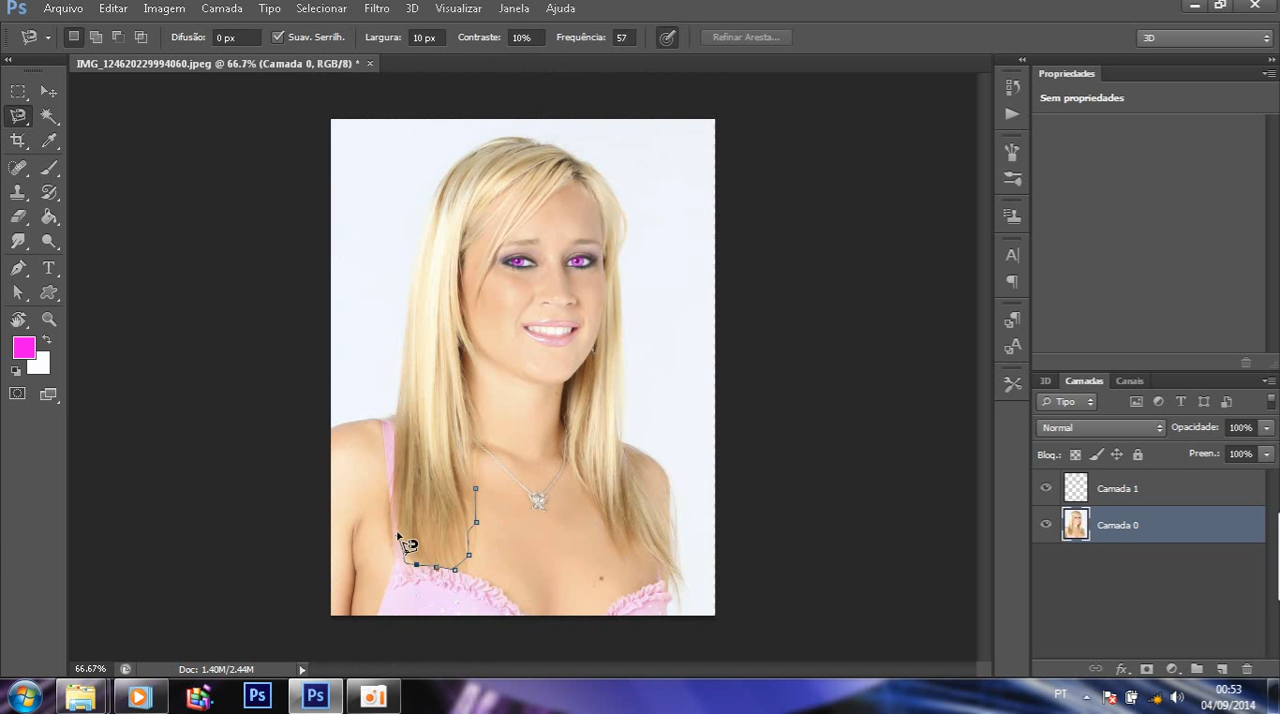 Ps Arquivo Editar Imagem Camada Tipo Selecionar Filtro 3D Visualizar Janela Ajuda
Difusão: 0 px Suav. Serrilh. Largura: 10 px Contraste: 10% Frequência: 57 Refinar Aresta... 3D
IMG_124620229994060.jpeg @ 66.7% (Camada 0, RGB/8) * ×
Propriedades
Sem propriedades
3D Camadas Canais
Tipo
Normal Opacidade: 100%
Bloq.: Preen.: 100%
Camada 1
Camada 0
66.67% Doc: 1.40M/2.44M
Ps Ps PT 00:53
04/09/2014